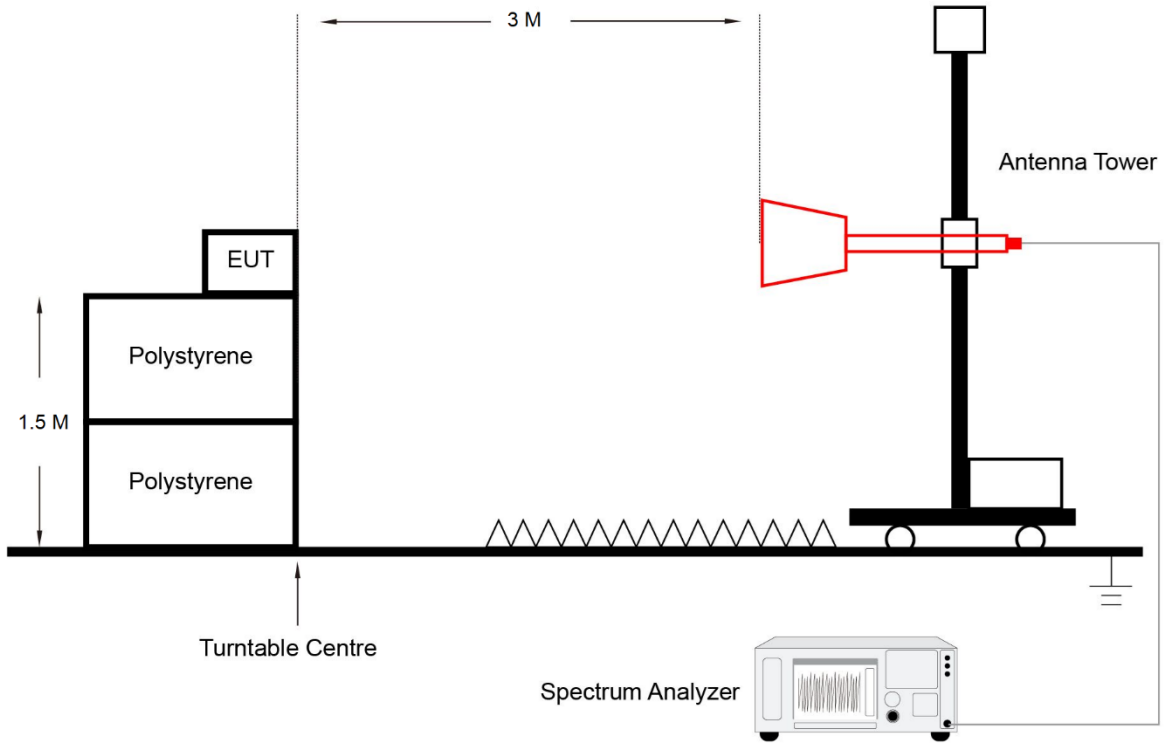 3 M
Antenna Tower
EUT
Polystyrene
1.5 M
Polystyrene
Turntable Centre
Spectrum Analyzer